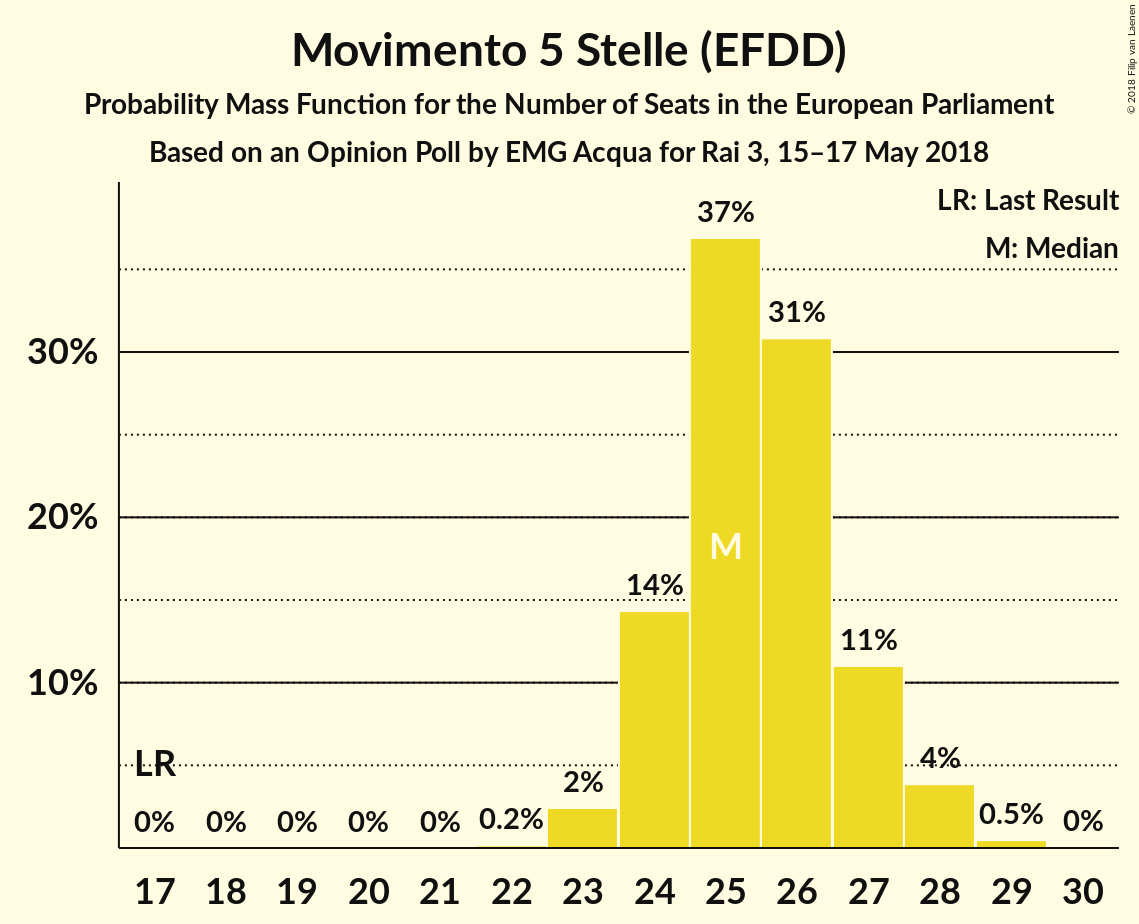 Movimento 5 Stelle (EFDD)
Probability Mass Function for the Number of Seats in the European Parliament
Based on an Opinion Poll by EMG Acqua for Rai 3, 15–17 May 2018
© 2018 Filip van Laenen
LR: Last Result
M: Median
37%
31%
30%
20%
M
14%
11%
10%
LR
4%
2%
0% 0% 0% 0% 0% 0.2% 0.5% 0%
17 18 19 20 21 22 23 24 25 26 27 28 29 30